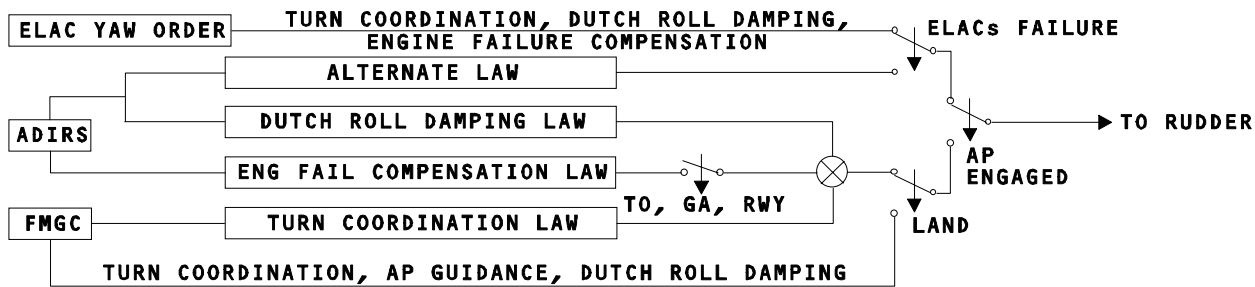 ELAC YAW ORDER
TURN COORDINATION, DUTCH ROLL DAMPING,
ENGINE FAILURE COMPENSATION
ELACs FAILURE
ALTERNATE LAW
ADIRS
DUTCH ROLL DAMPING LAW
TO RUDDER
AP
ENGAGED
ENG FAIL COMPENSATION LAW
TO, GA, RWY
FMGC
TURN COORDINATION LAW
LAND
TURN COORDINATION, AP GUIDANCE, DUTCH ROLL DAMPING